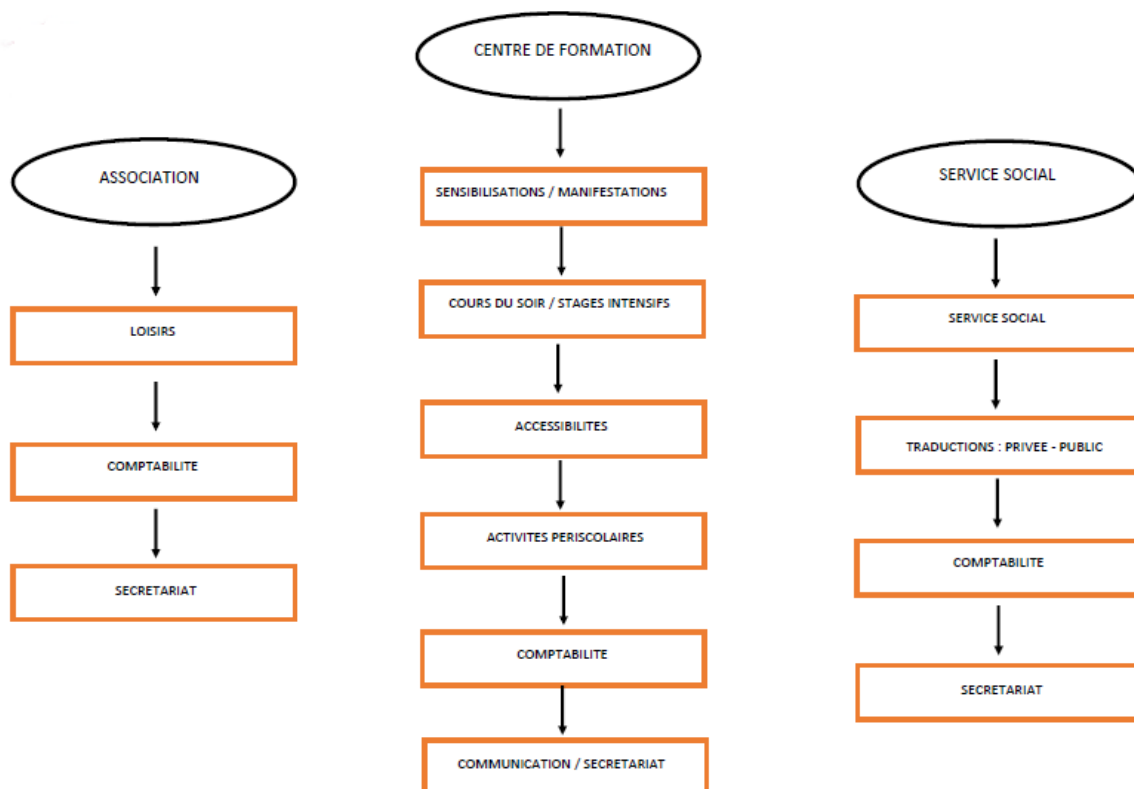 ASSOCIATION
LOISIRS
COMPTABILITE
SECRETARIAT
CENTRE DE FORMATION
SENSIBILISATIONS / MANIFESTATIONS
COURS DU SOIR / STAGES INTENSIFS
ACCESSIBILITES
ACTIVITES PERISCOLAIRES
COMPTABILITE
COMMUNICATION / SECRETARIAT
SERVICE SOCIAL
SERVICE SOCIAL
TRADUCTIONS : PRIVEE - PUBLIC
COMPTABILITE
SECRETARIAT